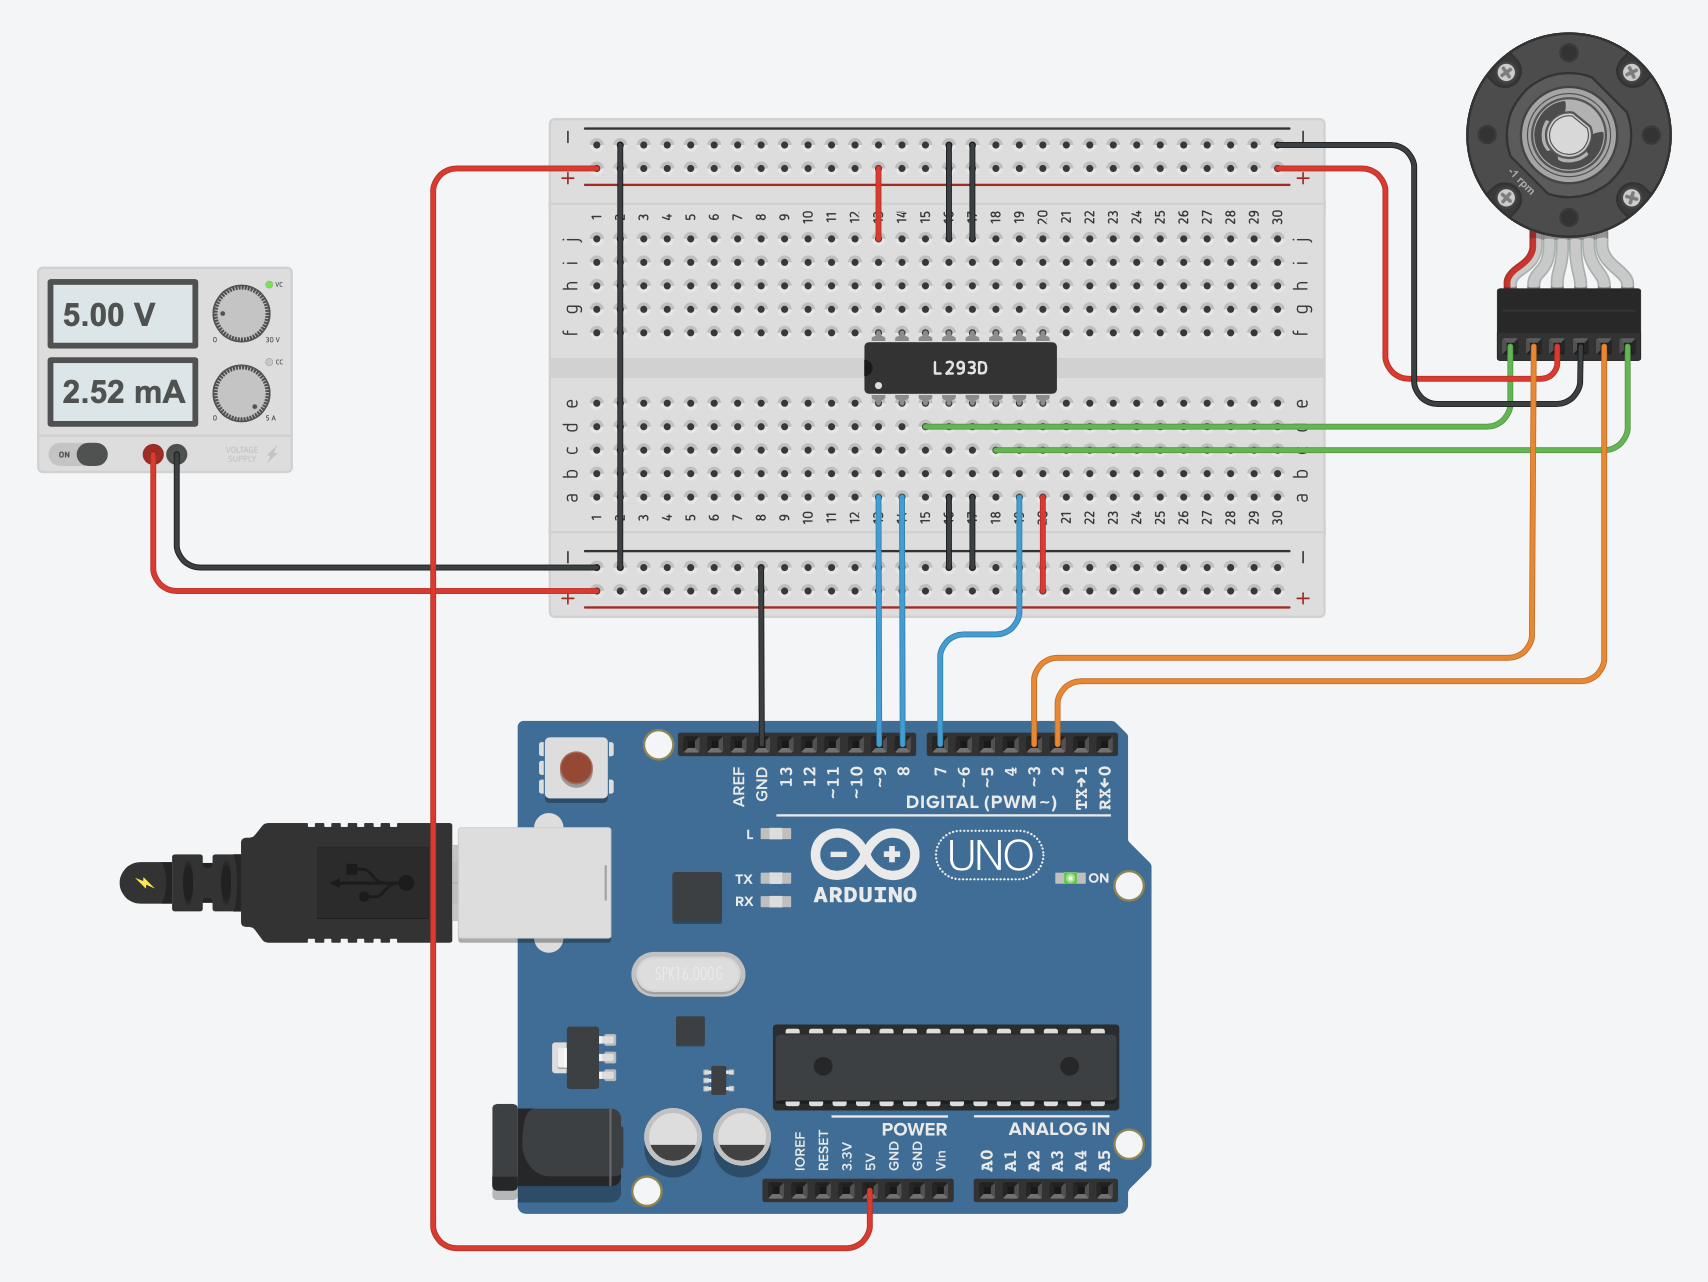 -1 rpm
− −
+ +
1 2 3 4 5 6 7 8 9 10 11 12 13 14 15 16 17 18 19 20 21 22 23 24 25 26 27 28 29 30
j j
i i
h h
g g
f f
L293D
e e
d
c
b b
a a
1 2 3 4 5 6 7 8 9 10 11 12 13 14 15 16 17 18 19 20 21 22 23 24 25 26 27 28 29 30
− −
+ +
5.00 V
VC
0 30 V
2.52 mA
CC
0 5 A
ON
VOLTAGE
SUPPLY
AREF GND 13 12 ~11 ~10 ~9 8 7 ~6 ~5 4 ~3 2 TX→1 RX←0
DIGITAL (PWM~)
L
UNO
TX
ON
RX
ARDUINO
SPK16.000G
POWER
ANALOG IN
IOREF RESET 3.3V 5V GND GND Vin A0 A1 A2 A3 A4 A5